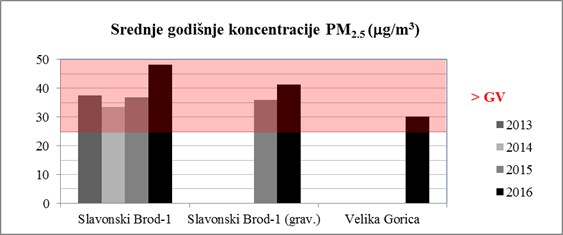 Srednje godišnje koncentracije PM2.5 (µg/m³)
50
40
30
20
10
0
Slavonski Brod-1
Slavonski Brod-1 (grav.)
Velika Gorica
> GV
2013
2014
2015
2016